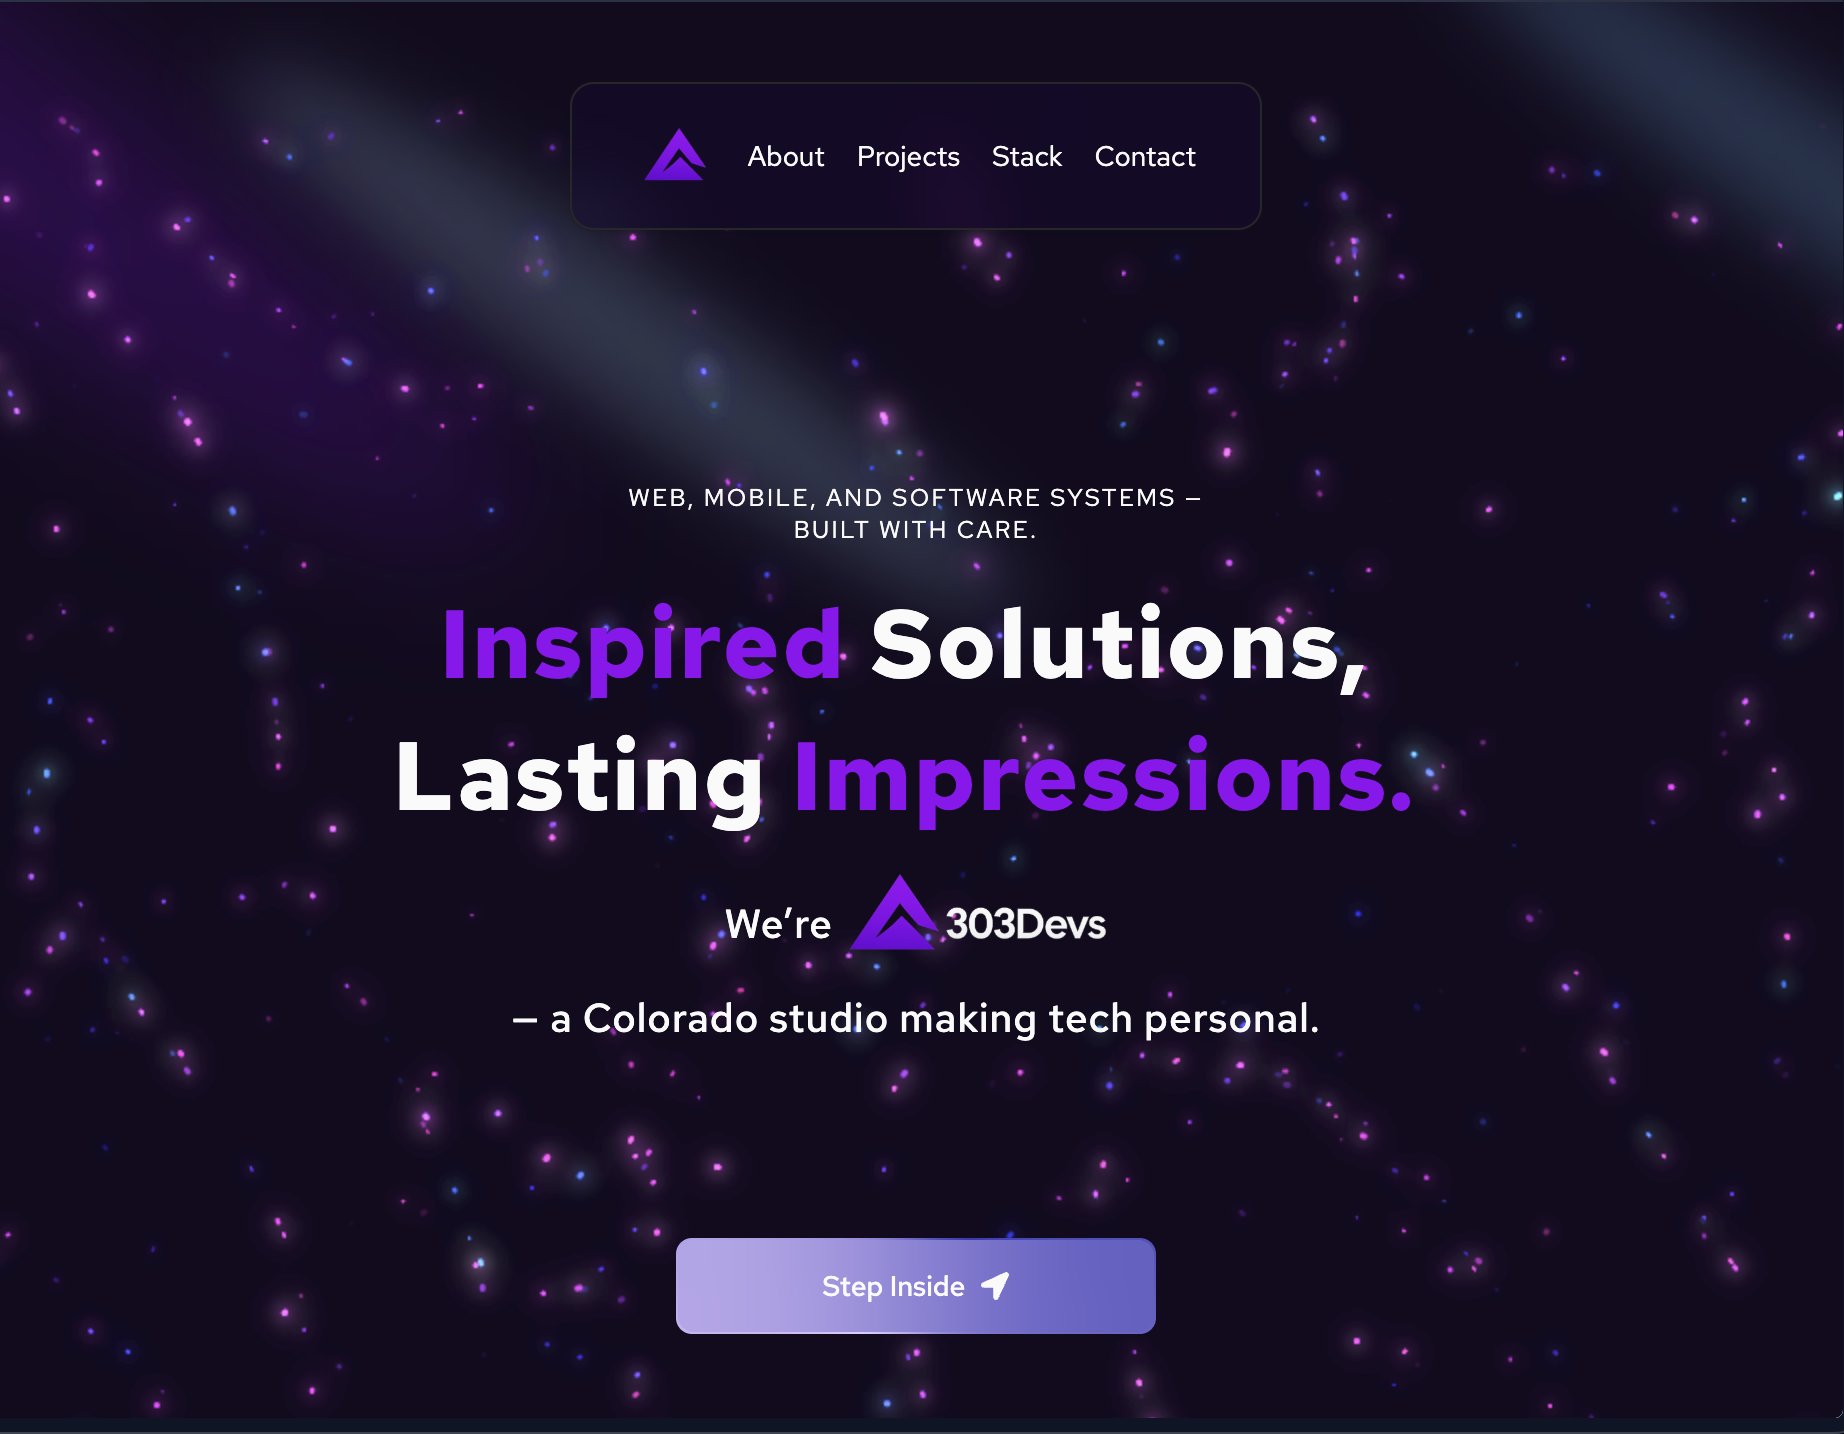 About Projects Stack Contact
WEB, MOBILE, AND SOFTWARE SYSTEMS –
BUILT WITH CARE.
Inspired Solutions,
Lasting Impressions.
We’re 303Devs
– a Colorado studio making tech personal.
Step Inside